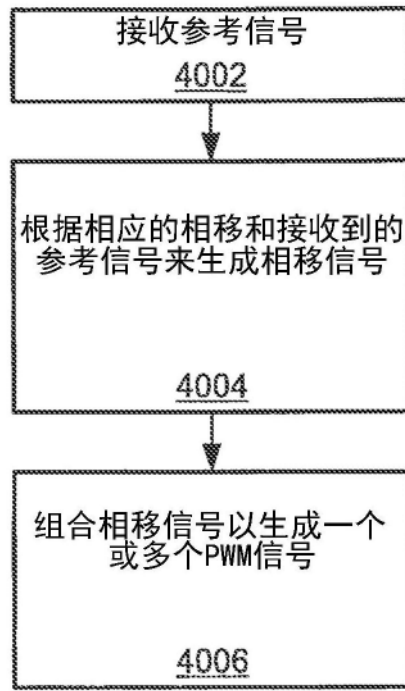 接收参考信号
4002
根据相应的相移和接收到的
参考信号来生成相移信号
4004
组合相移信号以生成一个
或多个PWM信号
4006